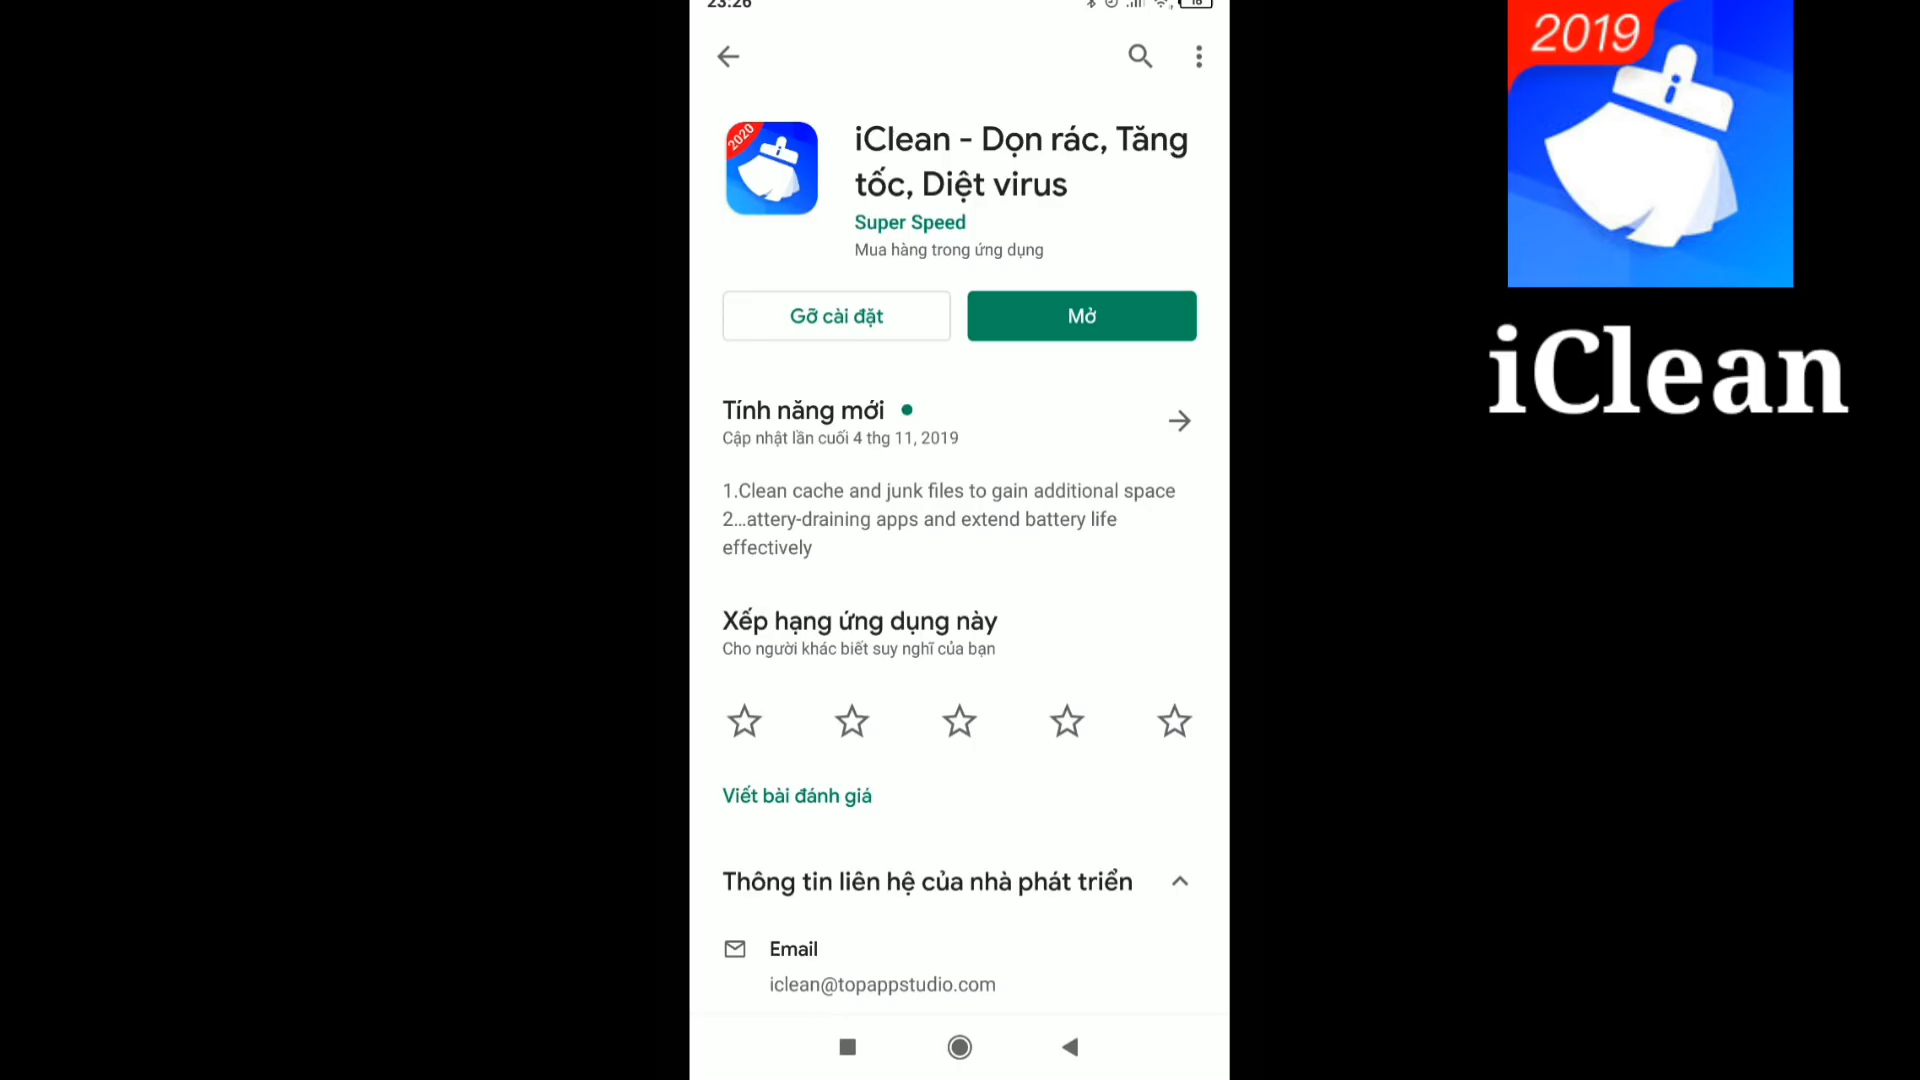 23:26
16
2019
2020
iClean - Dọn rác, Tăng
tốc, Diệt virus
Super Speed
Mua hàng trong ứng dụng
Gỡ cài đặt
Mở
iClean
Tính năng mới
Cập nhật lần cuối 4 thg 11, 2019
1.Clean cache and junk files to gain additional space
2...attery-draining apps and extend battery life
effectively
Xếp hạng ứng dụng này
Cho người khác biết suy nghĩ của bạn
Viết bài đánh giá
Thông tin liên hệ của nhà phát triển
Email
iclean@topappstudio.com